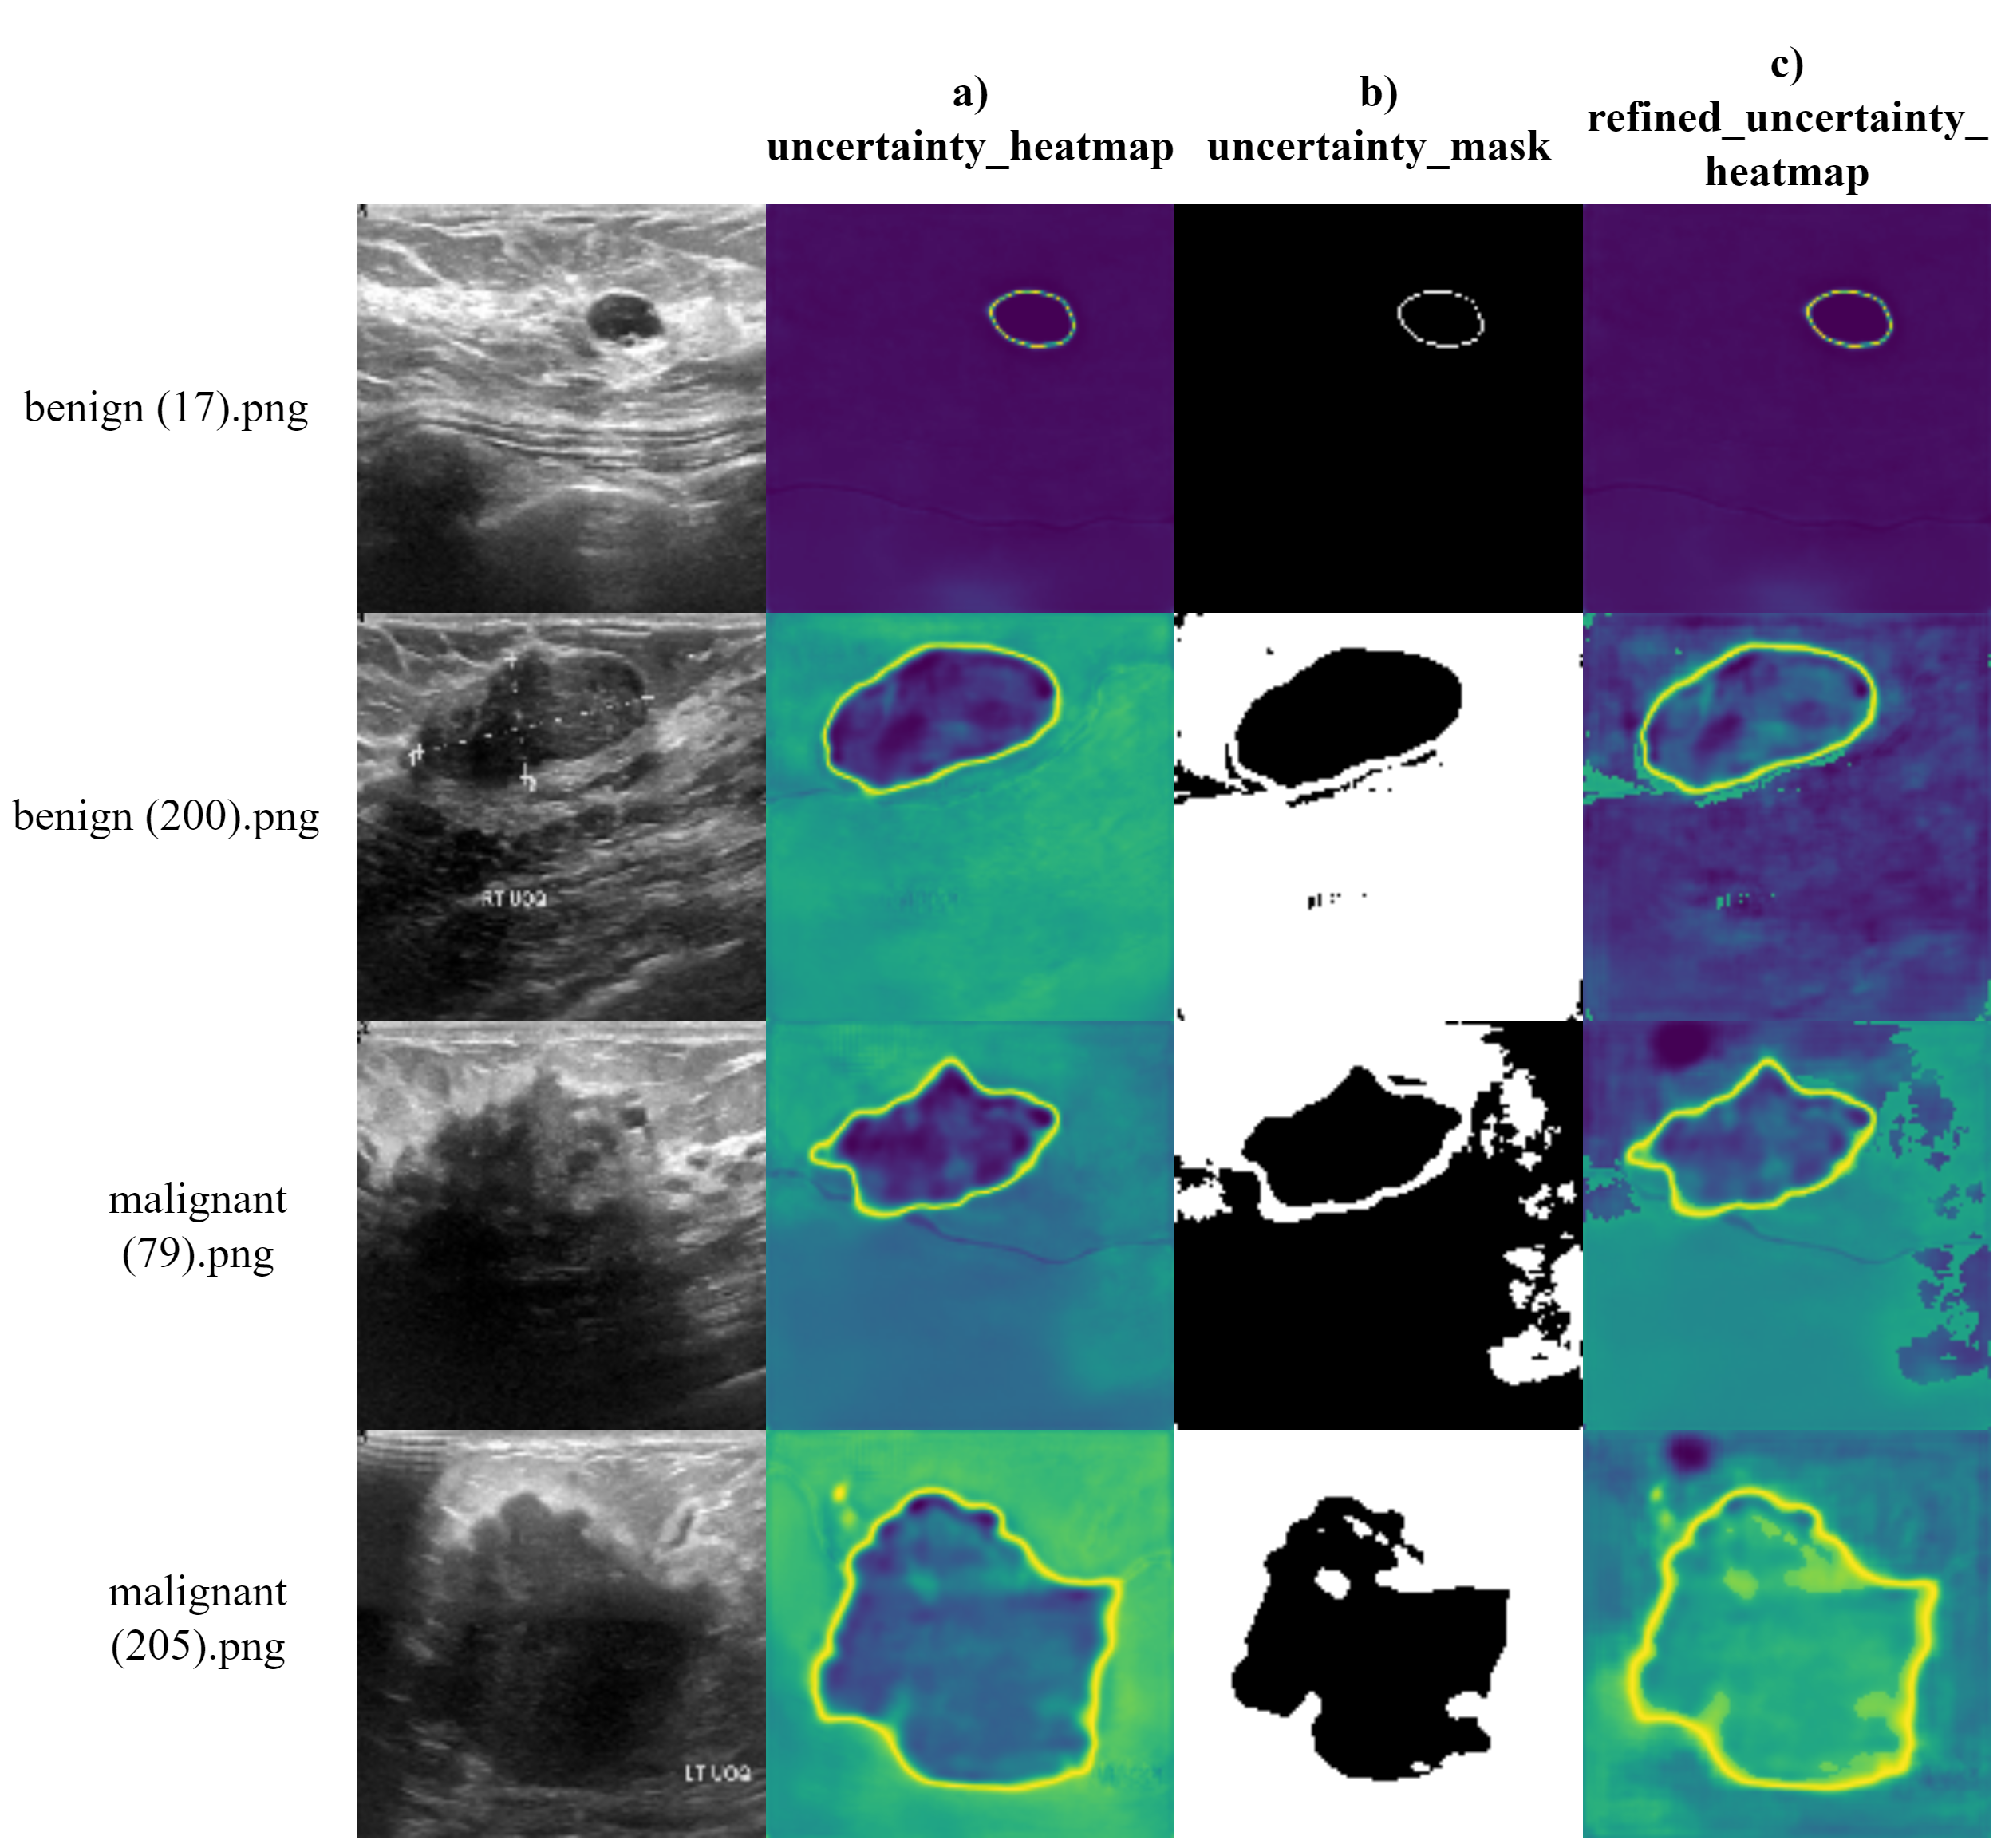 a)
uncertainty_heatmap
b)
uncertainty_mask
c)
refined_uncertainty_
heatmap
benign (17).png
benign (200).png
RT UOQ
malignant
(79).png
malignant
(205).png
LT UOQ